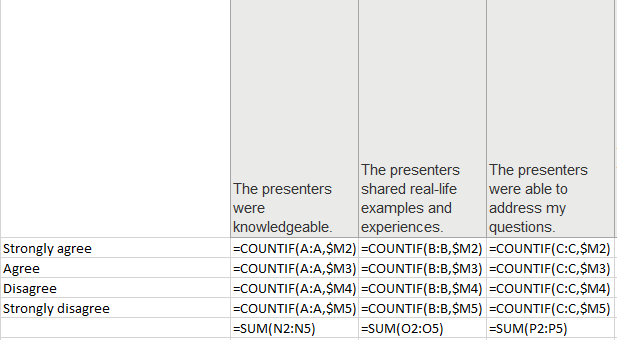 The presenters
were
knowledgeable.
The presenters
shared real-life
examples and
experiences.
The presenters
were able to
address my
questions.
Strongly agree =COUNTIF(A:A,$M2) =COUNTIF(B:B,$M2) =COUNTIF(C:C,$M2)
Agree =COUNTIF(A:A,$M3) =COUNTIF(B:B,$M3) =COUNTIF(C:C,$M3)
Disagree =COUNTIF(A:A,$M4) =COUNTIF(B:B,$M4) =COUNTIF(C:C,$M4)
Strongly disagree =COUNTIF(A:A,$M5) =COUNTIF(B:B,$M5) =COUNTIF(C:C,$M5)
=SUM(N2:N5) =SUM(O2:O5) =SUM(P2:P5)